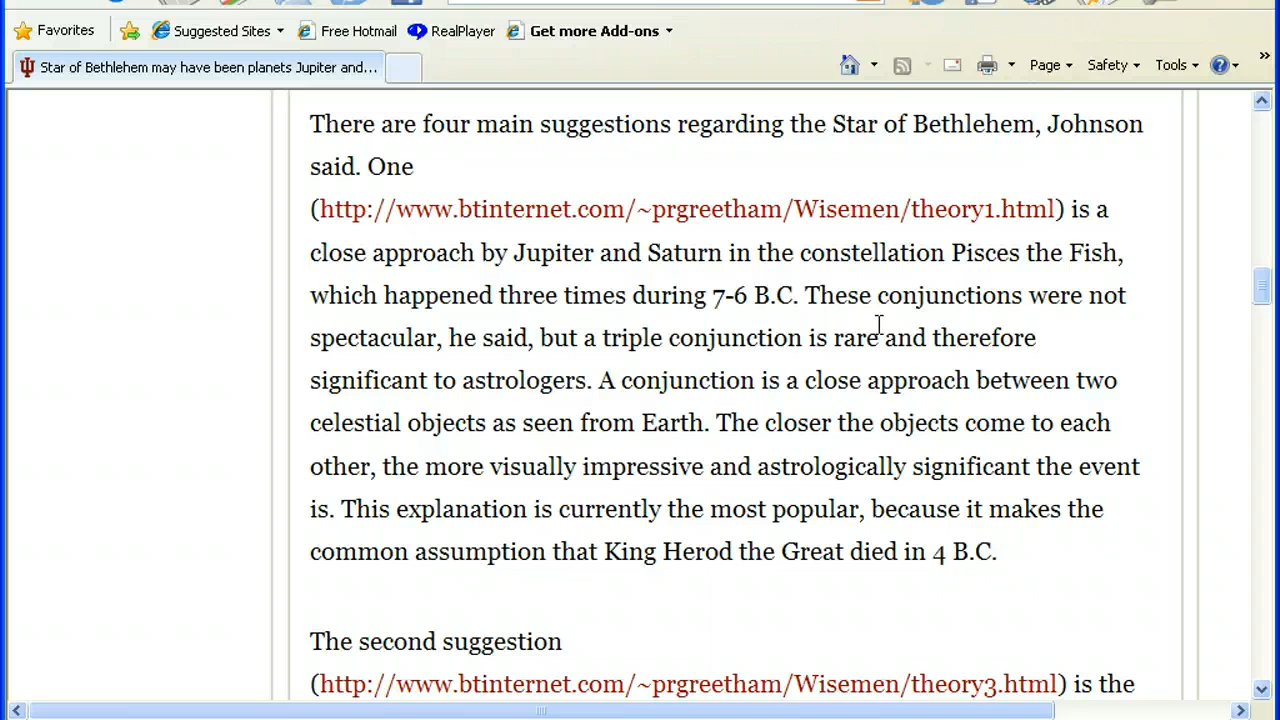 Favorites Suggested Sites Free Hotmail RealPlayer Get more Add-ons
Star of Bethlehem may have been planets Jupiter and... Page Safety Tools
There are four main suggestions regarding the Star of Bethlehem, Johnson
said. One
(http://www.btinternet.com/~prgreetham/Wisemen/theory1.html) is a
close approach by Jupiter and Saturn in the constellation Pisces the Fish,
which happened three times during 7-6 B.C. These conjunctions were not
spectacular, he said, but a triple conjunction is rare and therefore
significant to astrologers. A conjunction is a close approach between two
celestial objects as seen from Earth. The closer the objects come to each
other, the more visually impressive and astrologically significant the event
is. This explanation is currently the most popular, because it makes the
common assumption that King Herod the Great died in 4 B.C.
The second suggestion
(http://www.btinternet.com/~prgreetham/Wisemen/theory3.html) is the